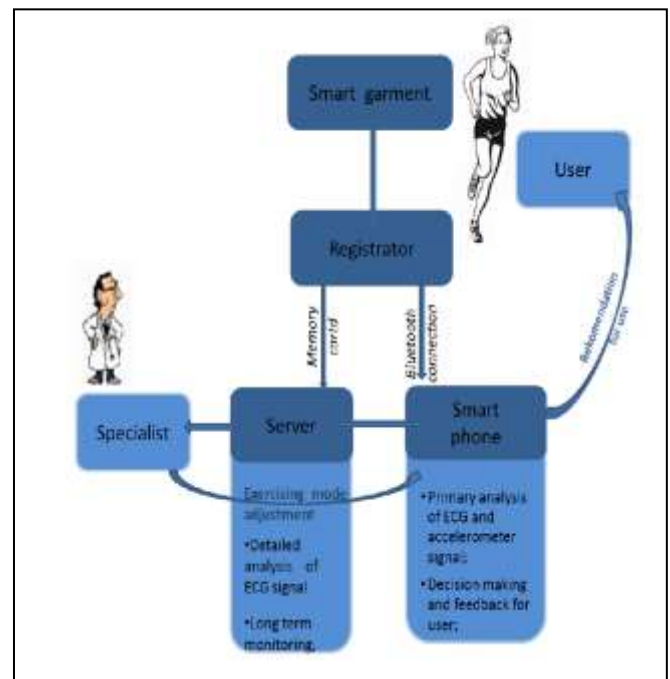 Smart garment
User
Registrator
Memory
card
Bluetooth
connection
Rekomendation
for use
Specialist
Server
Smart
phone
Exercising mode
adjustment
•Detailed
analysis of
ECG signal
•Long term
monitoring,
•Primary analysis
of ECG and
accelerometer
signal;
•Decision making
and feedback for
user;